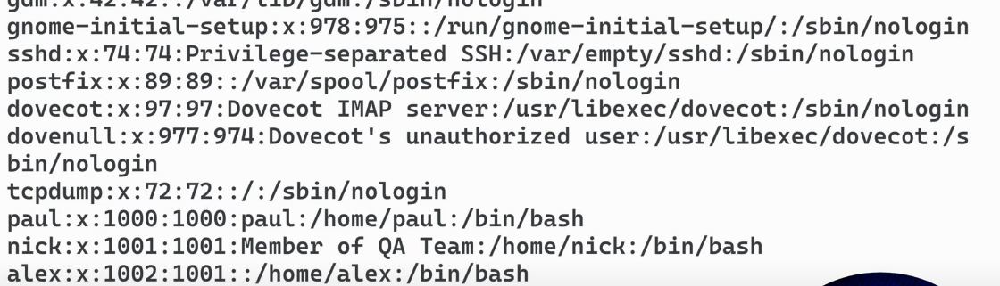 gdm:x:42:42::/var/lib/gdm:/sbin/nologin
gnome-initial-setup:x:978:975::/run/gnome-initial-setup/:/sbin/nologin
sshd:x:74:74:Privilege-separated SSH:/var/empty/sshd:/sbin/nologin
postfix:x:89:89::/var/spool/postfix:/sbin/nologin
dovecot:x:97:97:Dovecot IMAP server:/usr/libexec/dovecot:/sbin/nologin
dovenull:x:977:974:Dovecot's unauthorized user:/usr/libexec/dovecot:/s
bin/nologin
tcpdump:x:72:72::/:/sbin/nologin
paul:x:1000:1000:paul:/home/paul:/bin/bash
nick:x:1001:1001:Member of QA Team:/home/nick:/bin/bash
alex:x:1002:1001::/home/alex:/bin/bash